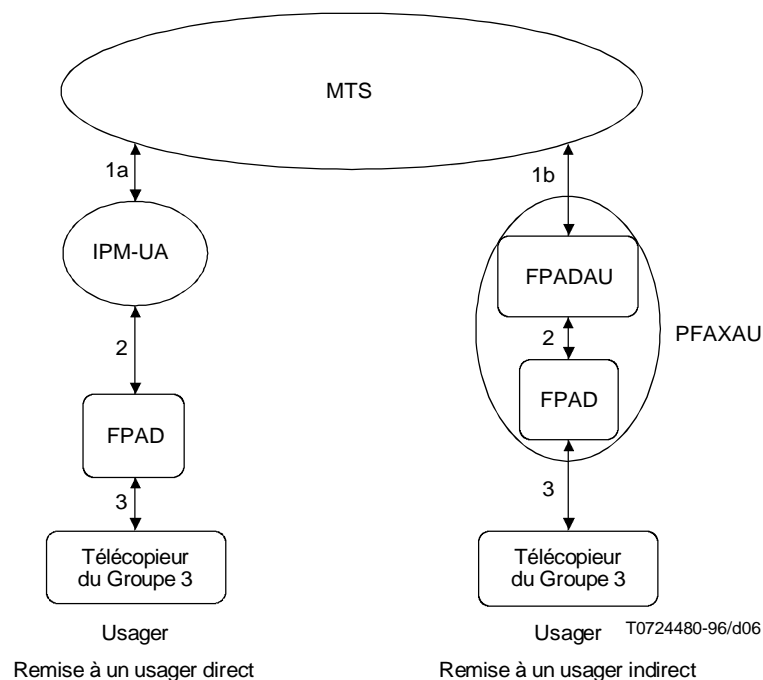 MTS
1a
1b
IPM-UA
FPADAU
2
2
PFAXAU
FPAD
FPAD
3
3
Télécopieur
du Groupe 3
Télécopieur
du Groupe 3
Usager
Usager
T0724480-96/d06
Remise à un usager direct
Remise à un usager indirect